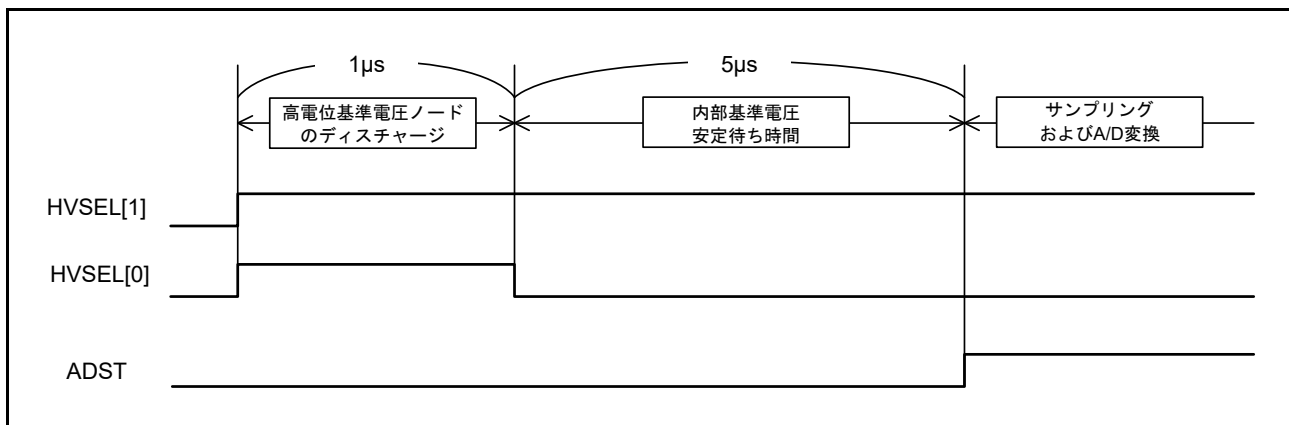 1μs
5μs
高電位基準電圧ノード
のディスチャージ
内部基準電圧
安定待ち時間
サンプリング
およびA/D変換
HVSEL[1]
HVSEL[0]
ADST